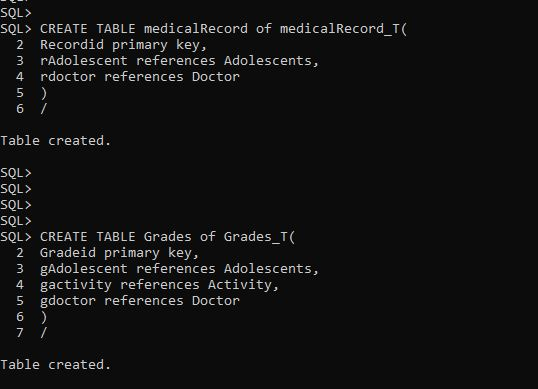 SQL>
SQL> CREATE TABLE medicalRecord of medicalRecord_T(
2 Recordid primary key,
3 rAdolescent references Adolescents,
4 rdoctor references Doctor
5 )
6 /
Table created.
SQL>
SQL>
SQL>
SQL>
SQL> CREATE TABLE Grades of Grades_T(
2 Gradeid primary key,
3 gAdolescent references Adolescents,
4 gactivity references Activity,
5 gdoctor references Doctor
6 )
7 /
Table created.